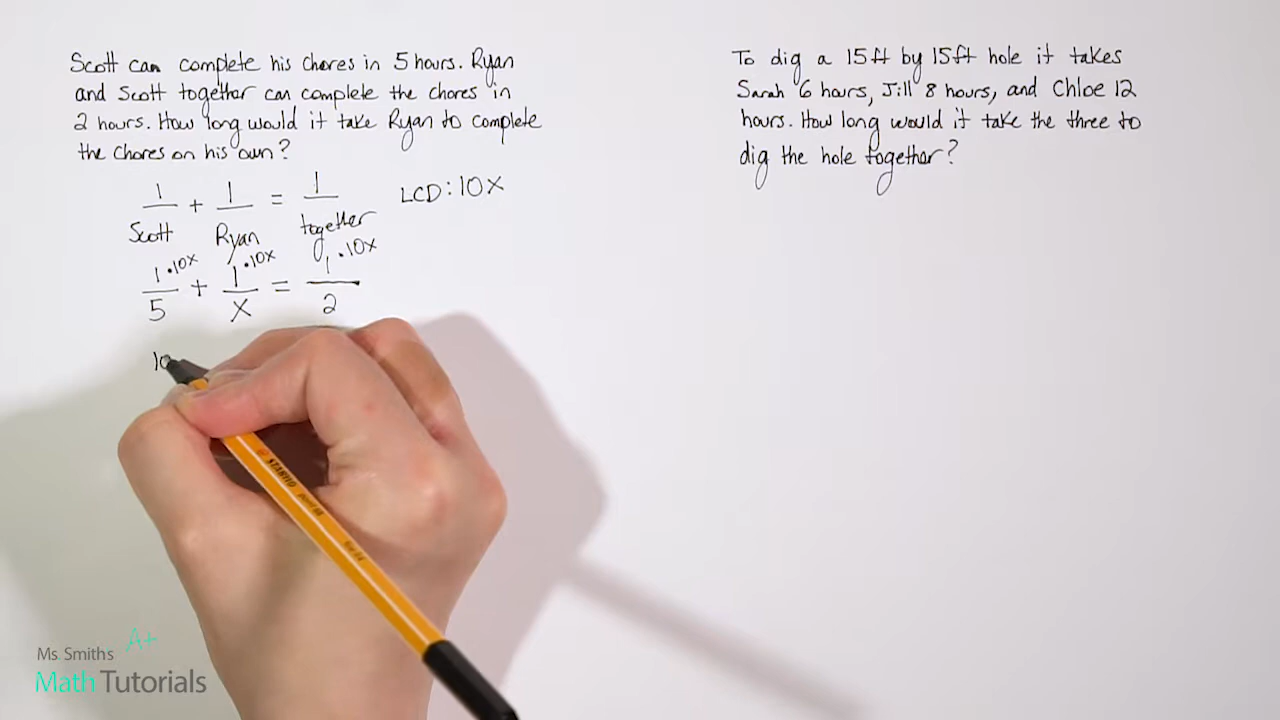 Scott can complete his chores in 5 hours. Ryan
and Scott together can complete the chores in
2 hours. How long would it take Ryan to complete
the chores on his own?
1/Scott + 1/Ryan = 1/together
LCD: 10x
1·10x/5 + 1·10x/x = 1·10x/2
10
To dig a 15ft by 15ft hole it takes
Sarah 6 hours, Jill 8 hours, and Chloe 12
hours. How long would it take the three to
dig the hole together?
STABILO point 88
Ms. Smith's A+
Math Tutorials